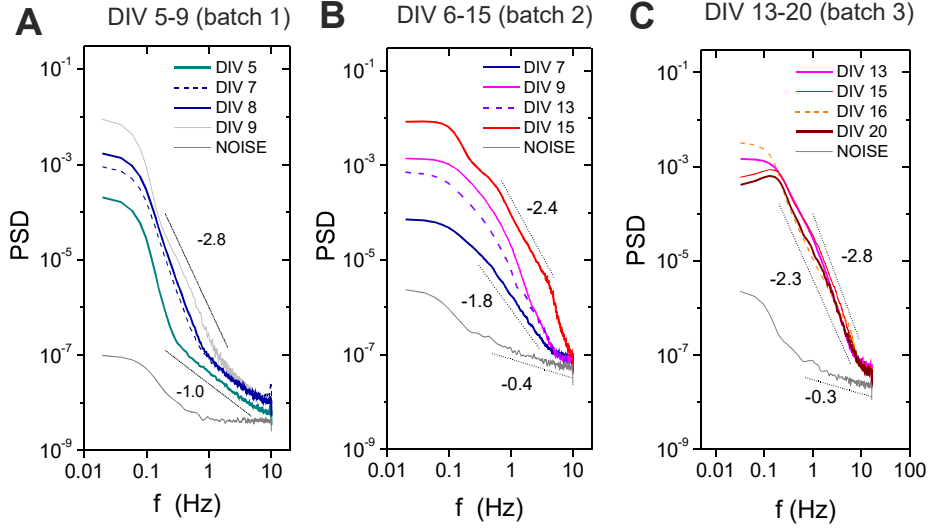 A
DIV 5-9 (batch 1)
10⁻¹
10⁻³
10⁻⁵
10⁻⁷
10⁻⁹
PSD
DIV 5
DIV 7
DIV 8
DIV 9
NOISE
-2.8
-1.0
0.01 0.1 1 10
f (Hz)
B
DIV 6-15 (batch 2)
10⁻¹
10⁻³
10⁻⁵
10⁻⁷
10⁻⁹
PSD
DIV 7
DIV 9
DIV 13
DIV 15
NOISE
-2.4
-1.8
-0.4
0.01 0.1 1 10
f (Hz)
C
DIV 13-20 (batch 3)
10⁻¹
10⁻³
10⁻⁵
10⁻⁷
10⁻⁹
PSD
DIV 13
DIV 15
DIV 16
DIV 20
NOISE
-2.8
-2.3
-0.3
0.01 0.1 1 10 100
f (Hz)